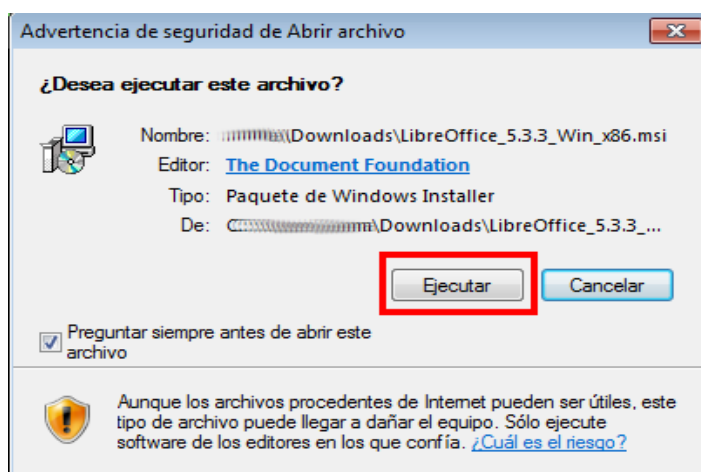 Advertencia de seguridad de Abrir archivo
¿Desea ejecutar este archivo?
Nombre: \Downloads\LibreOffice_5.3.3_Win_x86.msi
Editor: The Document Foundation
Tipo: Paquete de Windows Installer
De: C \Downloads\LibreOffice_5.3.3_...
Ejecutar Cancelar
Preguntar siempre antes de abrir este
archivo
Aunque los archivos procedentes de Internet pueden ser útiles, este
tipo de archivo puede llegar a dañar el equipo. Sólo ejecute
software de los editores en los que confía. ¿Cuál es el riesgo?